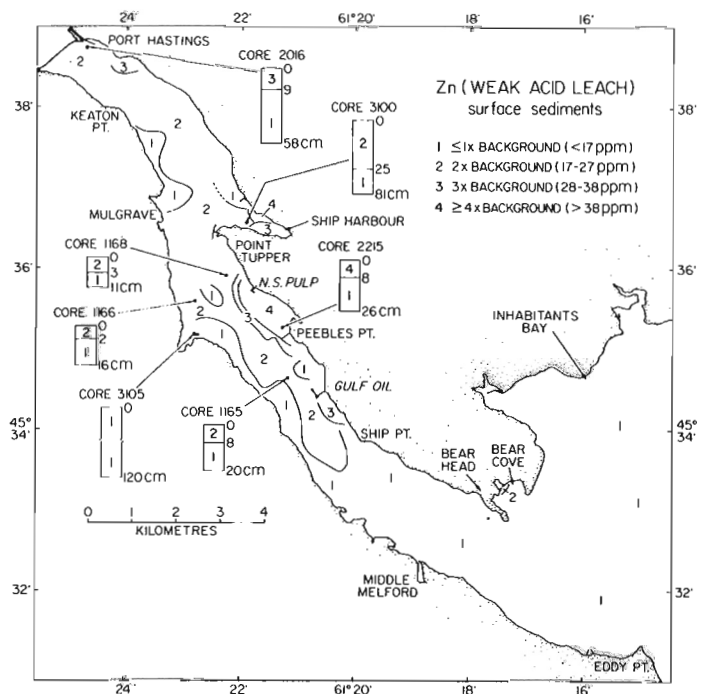 24'
22'
61°20'
16'
PORT HASTINGS
2
3
CORE 2016
0
3
9
1
58cm
Zn (WEAK ACID LEACH)
surface sediments
38'
38'
KEATON
PT.
2
1
CORE 3100
0
2
25
1
81cm
1 ≤1x BACKGROUND (<17ppm)
2 2x BACKGROUND (17-27ppm)
3 3x BACKGROUND (28-38ppm)
4 ≥4x BACKGROUND (>38ppm)
1
1
4
MULGRAVE
2
3
SHIP HARBOUR
POINT
TUPPER
CORE 1168
0
2
3
1
11cm
CORE 2215
0
4
8
1
26cm
36'
36'
N.S. PULP
1
4
3
CORE 1166
0
2
2
1
16cm
2
1
PEEBLES PT.
INHABITANTS
BAY
2
1
GULF OIL
CORE 3105
0
1
1
120cm
CORE 1165
0
2
8
1
20cm
1
2
3
SHIP PT.
45°
34'
45°
34'
1
BEAR
HEAD
BEAR
COVE
2
1
1
1
0 1 2 3 4
KILOMETRES
1
32'
32'
MIDDLE
MELFORD
1
EDDY PT.
24'
22'
61°20'
18'
16'